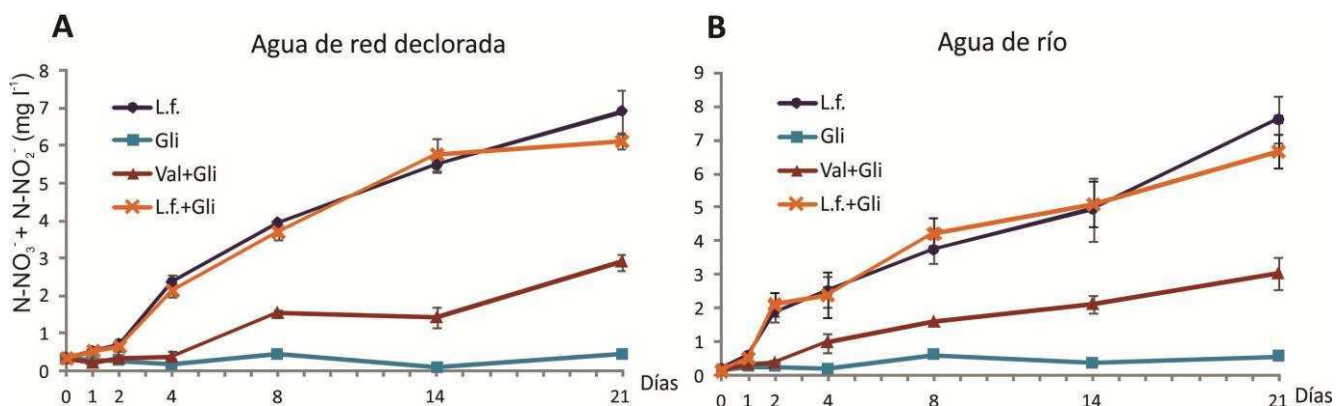 A
Agua de red declorada
N-NO₃⁻ + N-NO₂⁻ (mg l⁻¹)
8
7
6
5
4
3
2
1
0
L.f.
Gli
Val+Gli
L.f.+Gli
0 1 2 4 8 14 21 Días
B
Agua de río
9
8
7
6
5
4
3
2
1
0
L.f.
Gli
Val+Gli
L.f.+Gli
0 1 2 4 8 14 21 Días